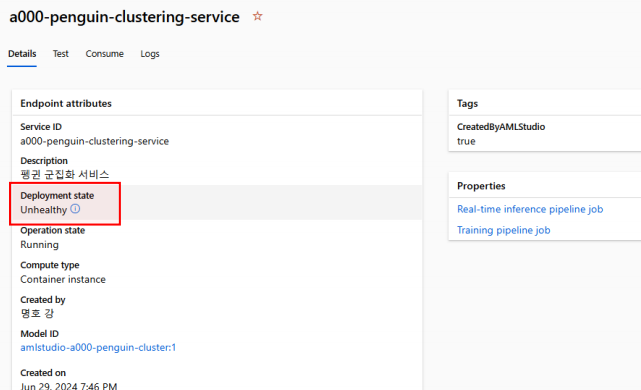 a000-penguin-clustering-service
Details Test Consume Logs
Endpoint attributes
Service ID
a000-penguin-clustering-service
Description
펭귄 군집화 서비스
Deployment state
Unhealthy
Operation state
Running
Compute type
Container instance
Created by
명호 강
Model ID
amlstudio-a000-penguin-cluster:1
Created on
Jun 29, 2024 7:46 PM
Tags
CreatedByAMLStudio
true
Properties
Real-time inference pipeline job
Training pipeline job